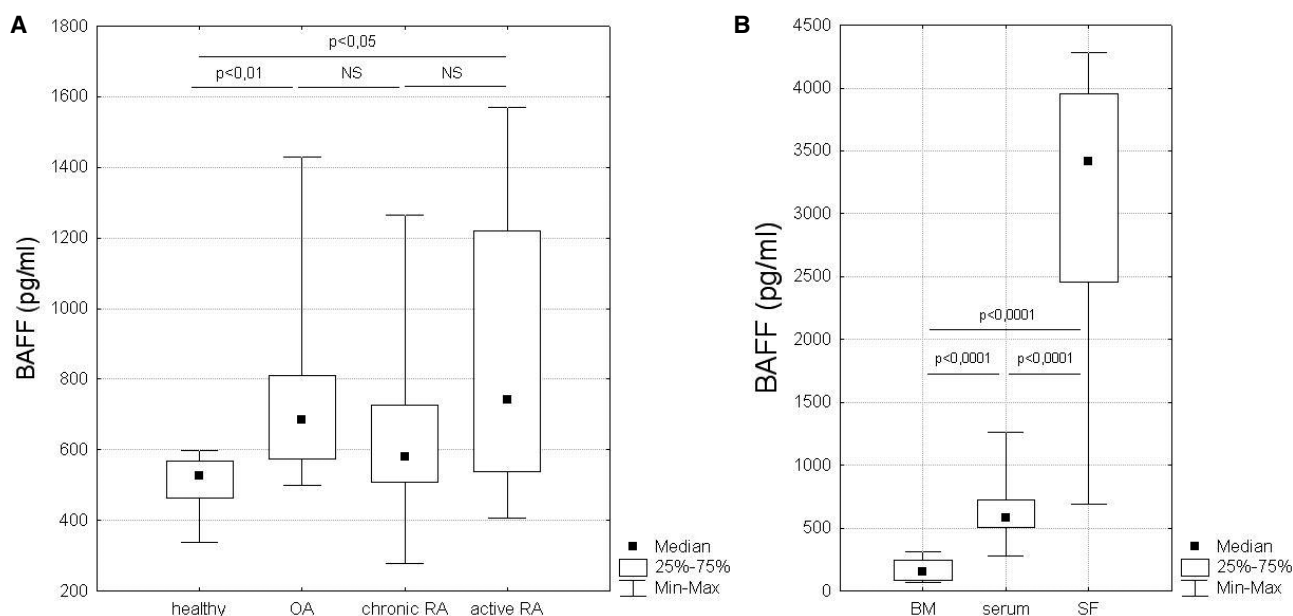 A
BAFF (pg/ml)
1800
1600
1400
1200
1000
800
600
400
200
p<0,05
p<0,01 NS NS
healthy OA chronic RA active RA
Median
25%-75%
Min-Max
B
BAFF (pg/ml)
4500
4000
3500
3000
2500
2000
1500
1000
500
0
p<0,0001
p<0,0001 p<0,0001
BM serum SF
Median
25%-75%
Min-Max